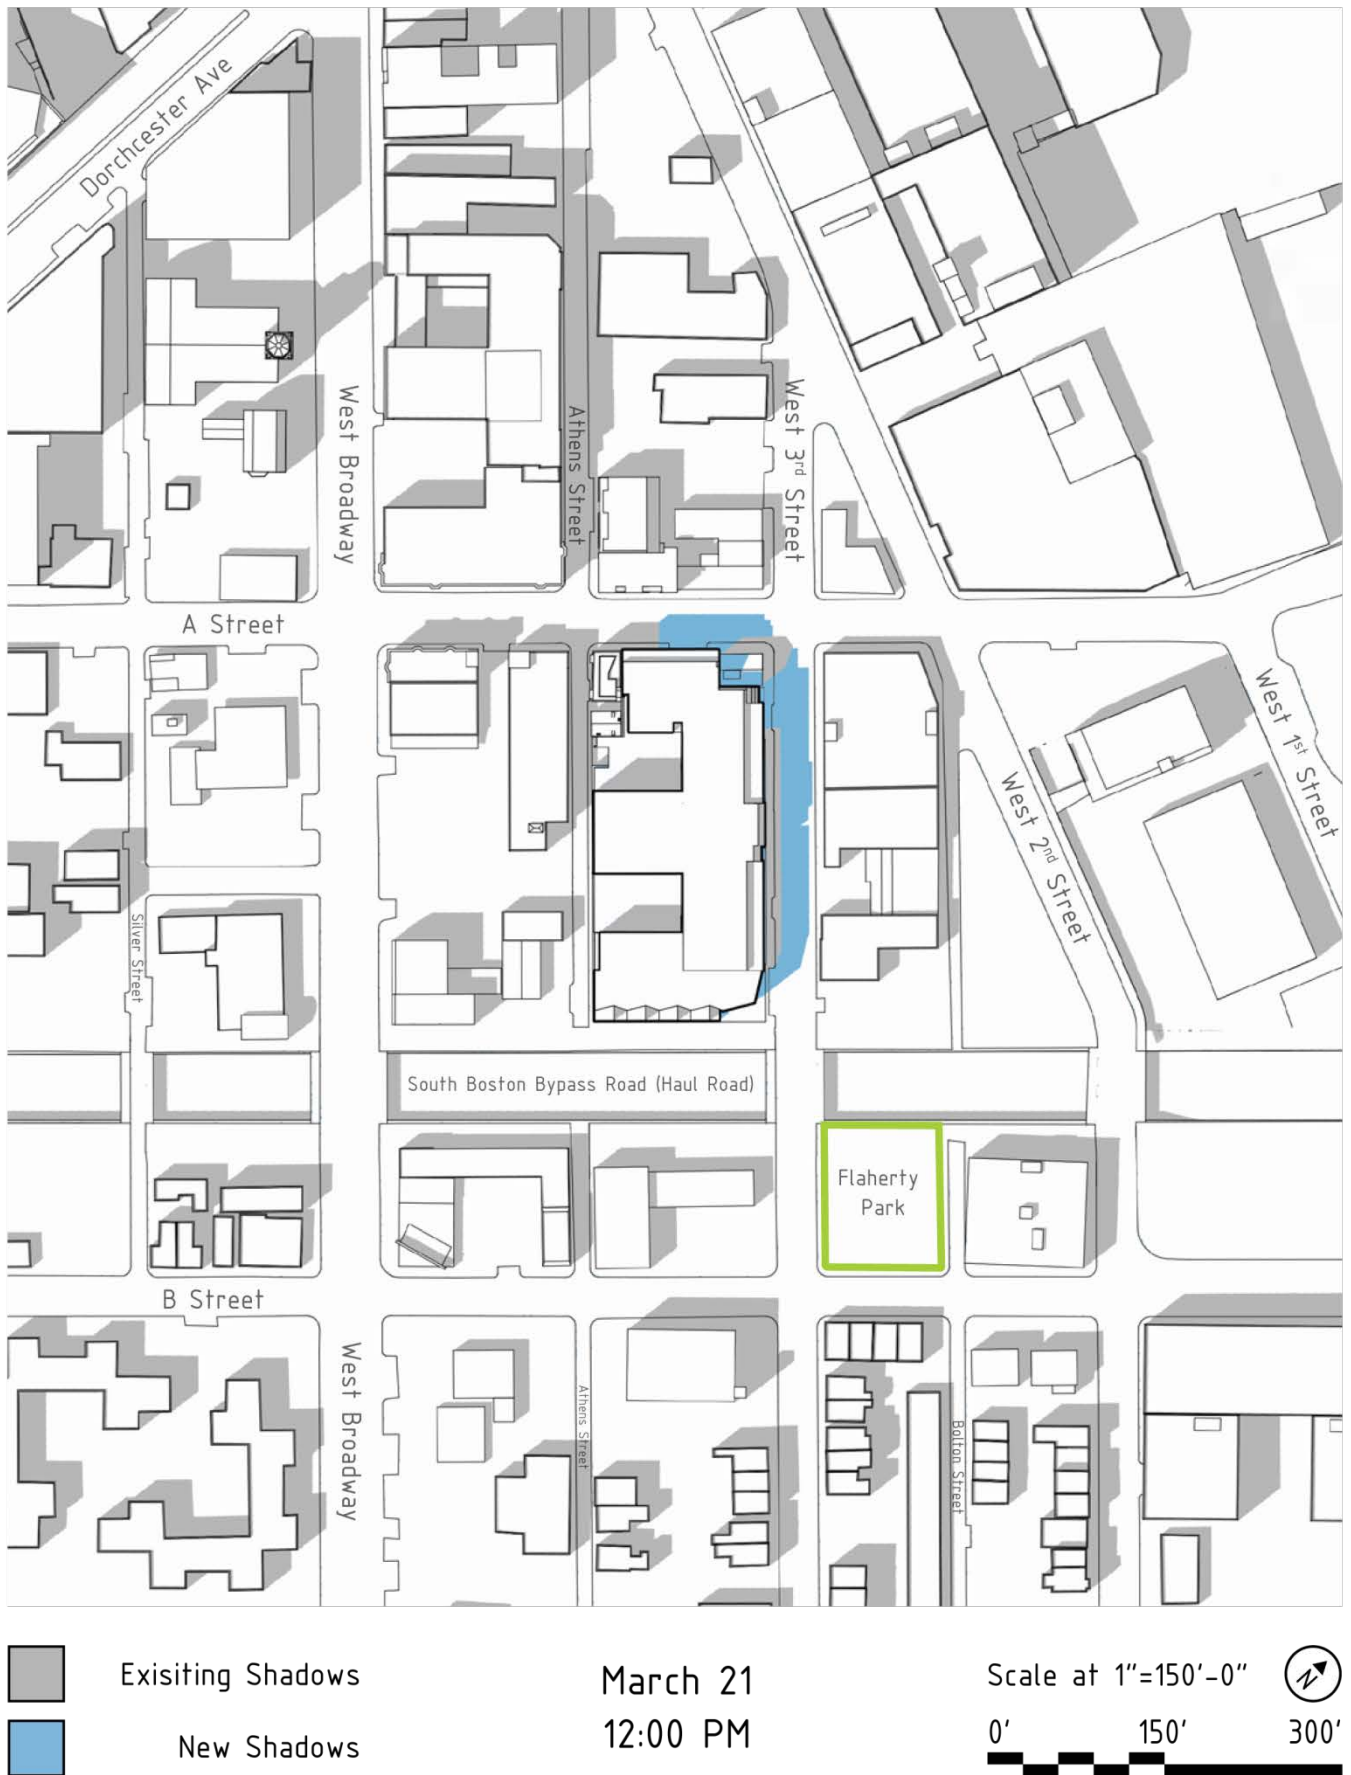 Dorchester Ave
West Broadway
Athens Street
West 3rd Street
A Street
West 1st Street
West 2nd Street
Silver Street
South Boston Bypass Road (Haul Road)
Flaherty
Park
B Street
West Broadway
Athens Street
Bolton Street
Exisiting Shadows
New Shadows
March 21
12:00 PM
Scale at 1"=150'-0"
N
0' 150' 300'